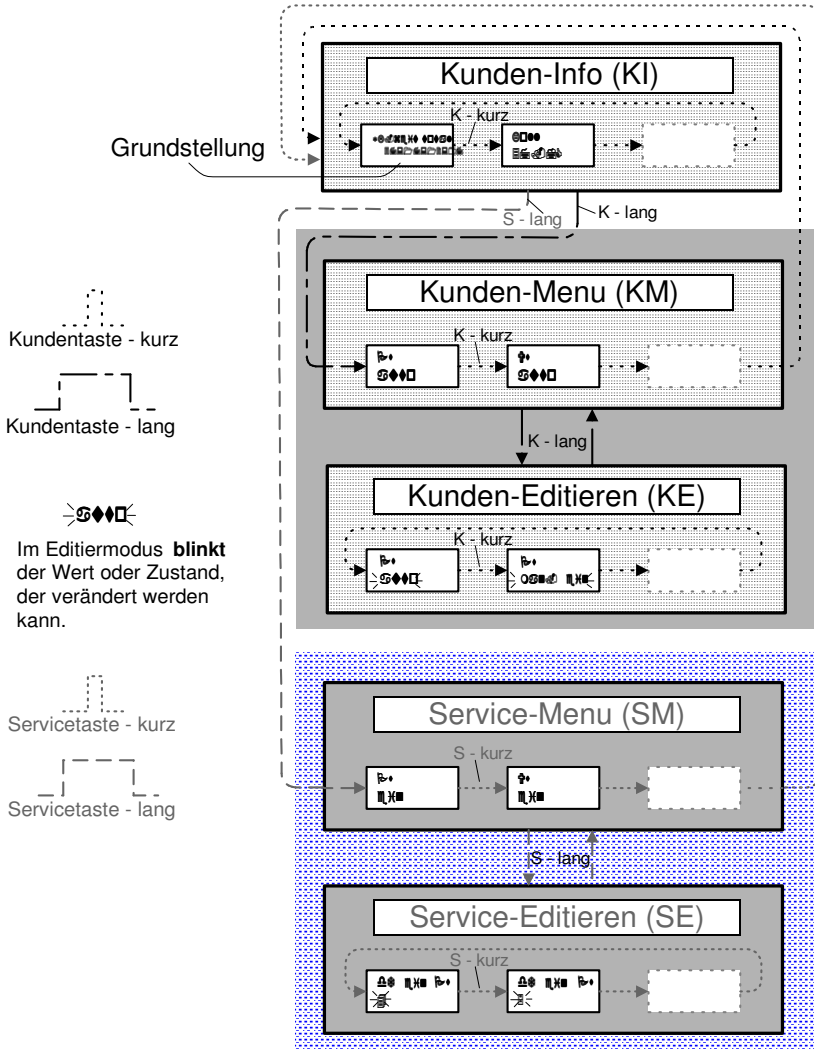 Kunden-Info (KI)
K - kurz
Grundstellung
S - lang
K - lang
Kunden-Menu (KM)
K - kurz
Kundentaste - kurz
Kundentaste - lang
K - lang
Kunden-Editieren (KE)
K - kurz
Im Editiermodus blinkt
der Wert oder Zustand,
der verändert werden
kann.
Service-Menu (SM)
S - kurz
Servicetaste - kurz
Servicetaste - lang
S - lang
Service-Editieren (SE)
S - kurz